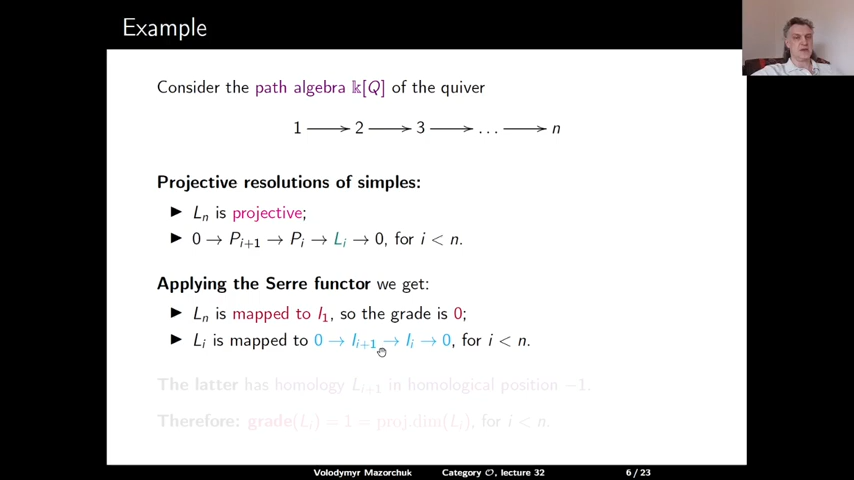 Example
Consider the path algebra 𝕜[Q] of the quiver
1 ⟶ 2 ⟶ 3 ⟶ … ⟶ n
Projective resolutions of simples:
▶ Lₙ is projective;
▶ 0 → Pᵢ₊₁ → Pᵢ → Lᵢ → 0, for i < n.
Applying the Serre functor we get:
▶ Lₙ is mapped to I₁, so the grade is 0;
▶ Lᵢ is mapped to 0 → Iᵢ₊₁ → Iᵢ → 0, for i < n.
The latter has homology Lᵢ₊₁ in homological position −1.
Therefore: grade(Lᵢ) = 1 = proj.dim(Lᵢ), for i < n.
Volodymyr Mazorchuk Category 𝒪, lecture 32 6 / 23